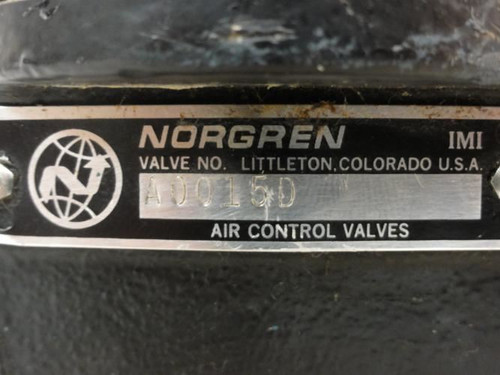 NORGREN IMI
VALVE NO. LITTLETON, COLORADO U.S.A.
A0015D
AIR CONTROL VALVES